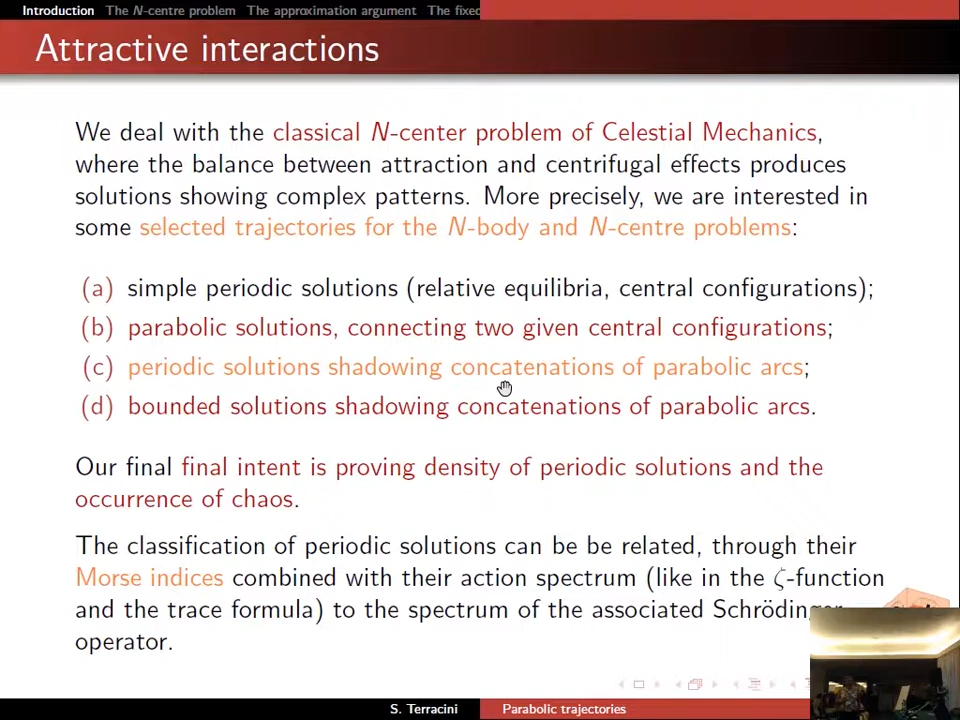 Introduction The N-centre problem The approximation argument The fixed
Attractive interactions
We deal with the classical N-center problem of Celestial Mechanics,
where the balance between attraction and centrifugal effects produces
solutions showing complex patterns. More precisely, we are interested in
some selected trajectories for the N-body and N-centre problems:
(a) simple periodic solutions (relative equilibria, central configurations);
(b) parabolic solutions, connecting two given central configurations;
(c) periodic solutions shadowing concatenations of parabolic arcs;
(d) bounded solutions shadowing concatenations of parabolic arcs.
Our final final intent is proving density of periodic solutions and the
occurrence of chaos.
The classification of periodic solutions can be be related, through their
Morse indices combined with their action spectrum (like in the ζ-function
and the trace formula) to the spectrum of the associated Schrödinger
operator.
S. Terracini Parabolic trajectories